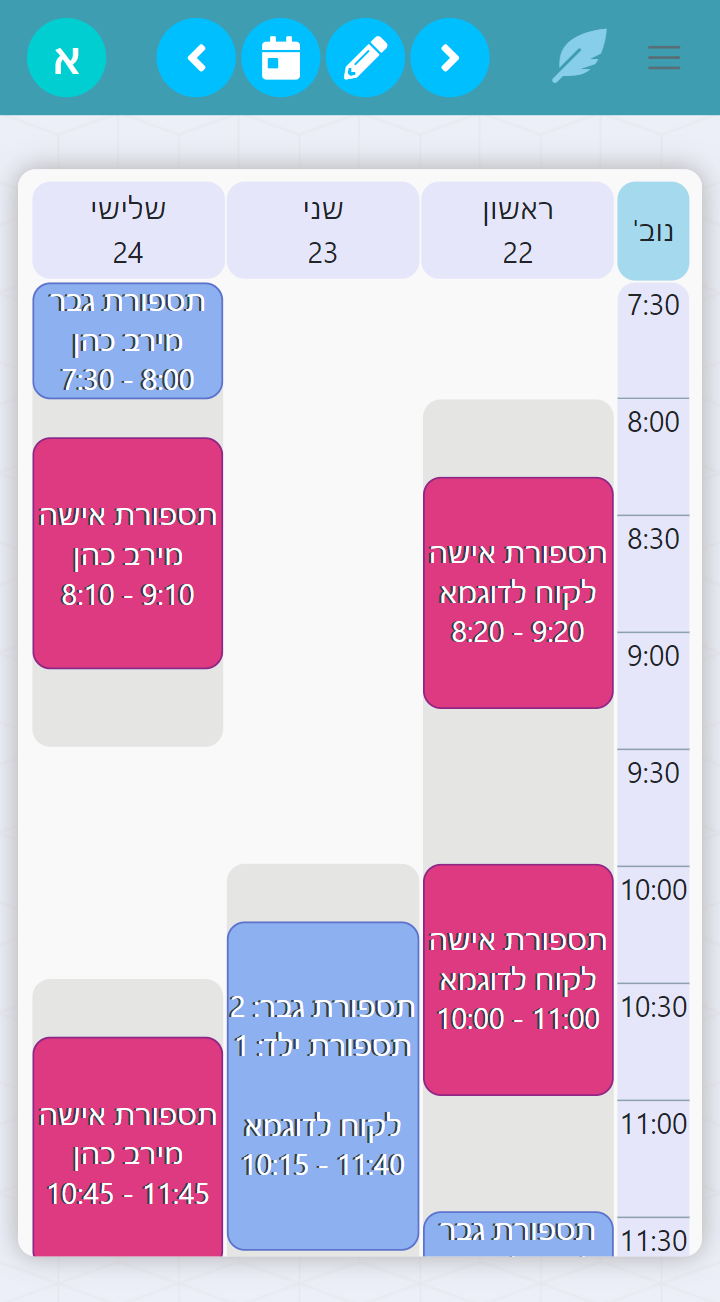 א
נוב'
ראשון
22
שני
23
שלישי
24
7:30
8:00
8:30
9:00
9:30
10:00
10:30
11:00
11:30
תספורת אישה
לקוח לדוגמא
8:20 - 9:20
תספורת אישה
לקוח לדוגמא
10:00 - 11:00
תספורת גבר
תספורת גבר: 2
תספורת ילד: 1
לקוח לדוגמא
10:15 - 11:40
תספורת גבר
מירב כהן
7:30 - 8:00
תספורת אישה
מירב כהן
8:10 - 9:10
תספורת אישה
מירב כהן
10:45 - 11:45